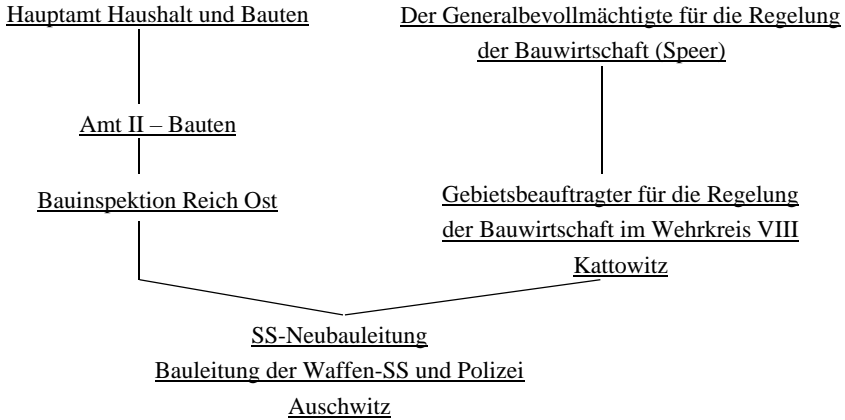 Hauptamt Haushalt und Bauten
Der Generalbevollmächtigte für die Regelung
der Bauwirtschaft (Speer)
Amt II – Bauten
Bauinspektion Reich Ost
Gebietsbeauftragter für die Regelung
der Bauwirtschaft im Wehrkreis VIII
Kattowitz
SS-Neubauleitung
Bauleitung der Waffen-SS und Polizei
Auschwitz